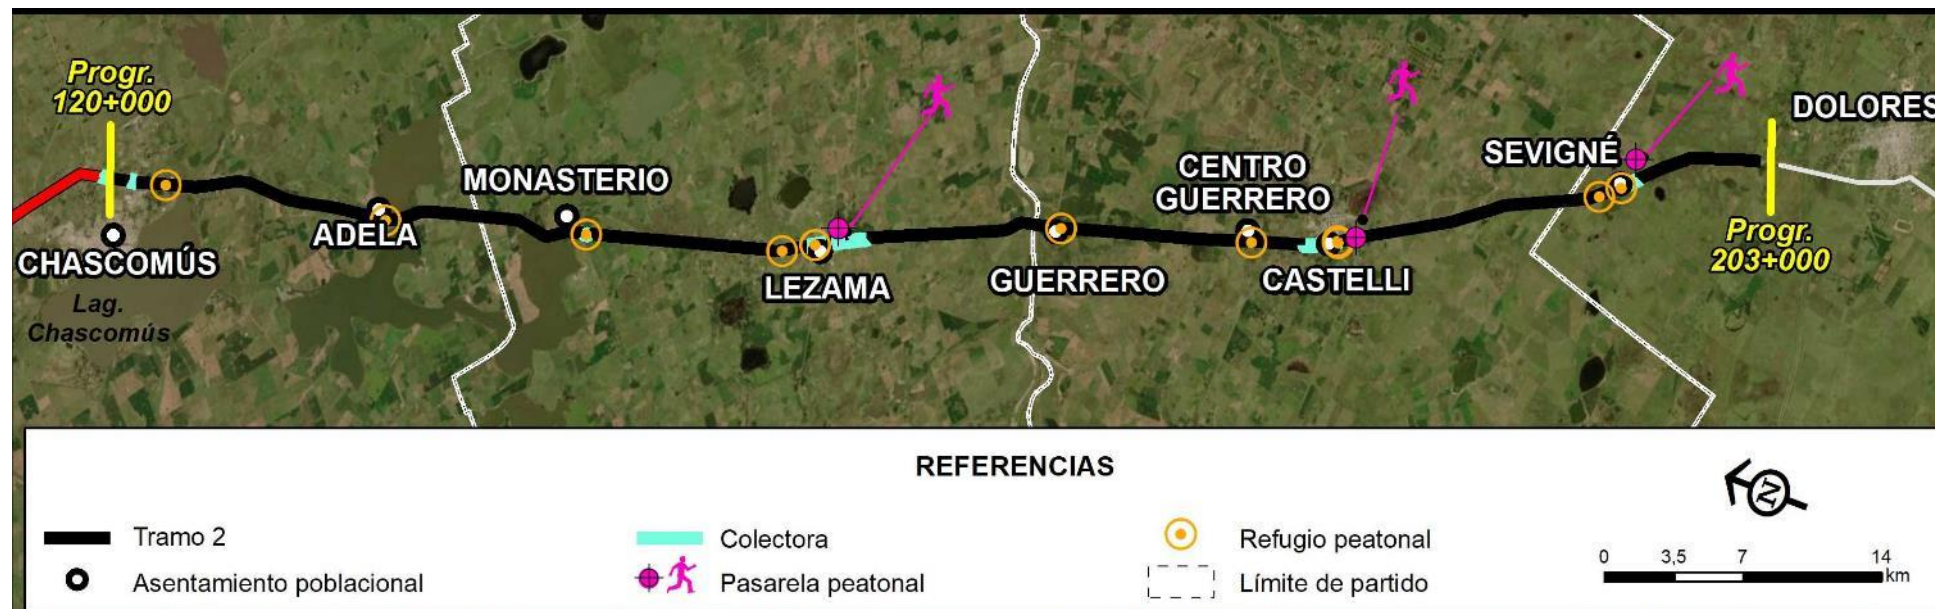 Progr.
120+000
DOLORES
SEVIGNÉ
CENTRO
GUERRERO
MONASTERIO
ADELA
CHASCOMÚS
LEZAMA
GUERRERO
CASTELLI
Progr.
203+000
Lag.
Chascomús
REFERENCIAS
N
Tramo 2
Colectora
Refugio peatonal
0 3,5 7 14
km
Asentamiento poblacional
Pasarela peatonal
Límite de partido